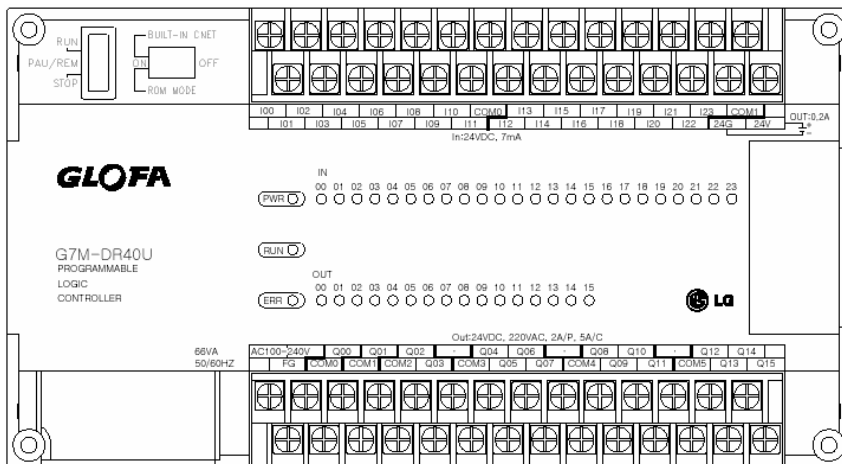 RUN
PAU/REM
STOP
BUILT-IN CNET
ON OFF
ROM MODE
I00 I02 I04 I06 I08 I10 COM0 I13 I15 I17 I19 I21 I23 COM1
I01 I03 I05 I07 I09 I11 I12 I14 I16 I18 I20 I22 24G 24V
OUT:0.2A
+
-
In:24VDC, 7mA
GLOFA
IN
00 01 02 03 04 05 06 07 08 09 10 11 12 13 14 15 16 17 18 19 20 21 22 23
PWR
G7M-DR40U
PROGRAMMABLE
LOGIC
CONTROLLER
RUN
OUT
00 01 02 03 04 05 06 07 08 09 10 11 12 13 14 15
ERR
LG
Out:24VDC, 220VAC, 2A/P, 5A/C
66VA
50/60HZ
AC100-240V Q00 Q01 Q02 · Q04 Q06 · Q08 Q10 · Q12 Q14
FG COM0 COM1 COM2 Q03 COM3 Q05 Q07 COM4 Q09 Q11 COM5 Q13 Q15